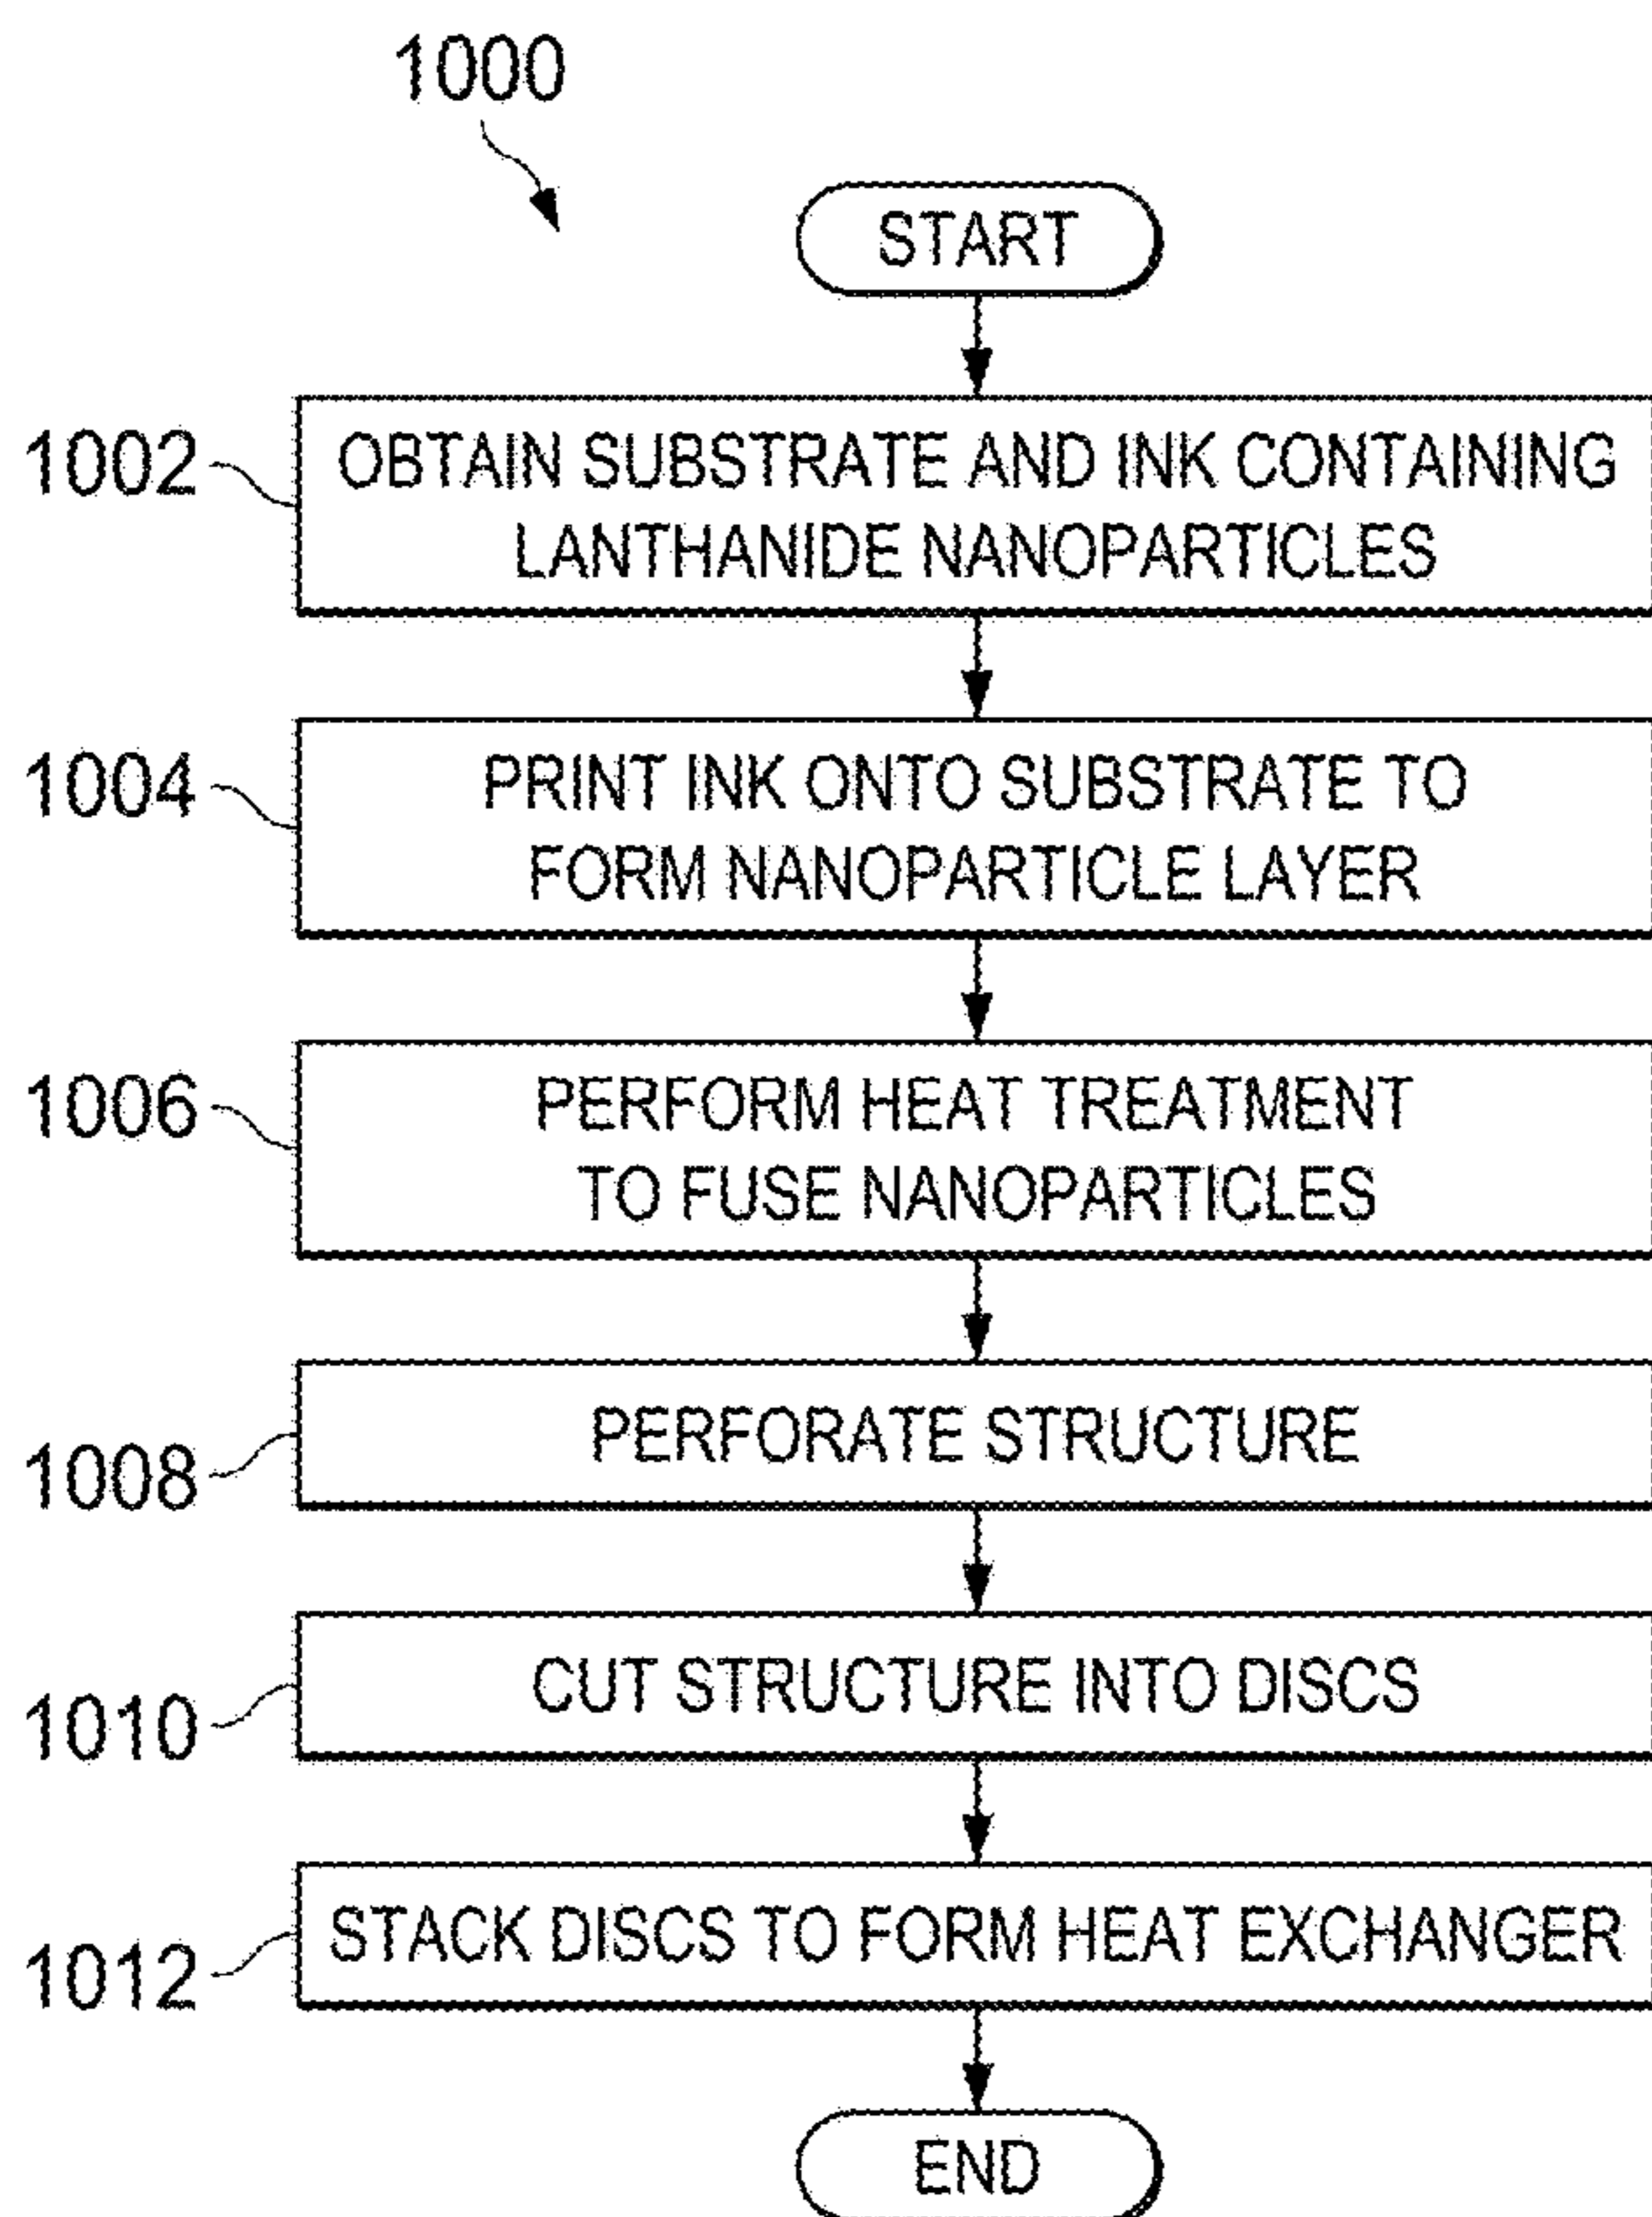 1000
START
1002
OBTAIN SUBSTRATE AND INK CONTAINING
LANTHANIDE NANOPARTICLES
1004
PRINT INK ONTO SUBSTRATE TO
FORM NANOPARTICLE LAYER
1006
PERFORM HEAT TREATMENT
TO FUSE NANOPARTICLES
1008
PERFORATE STRUCTURE
1010
CUT STRUCTURE INTO DISCS
1012
STACK DISCS TO FORM HEAT EXCHANGER
END